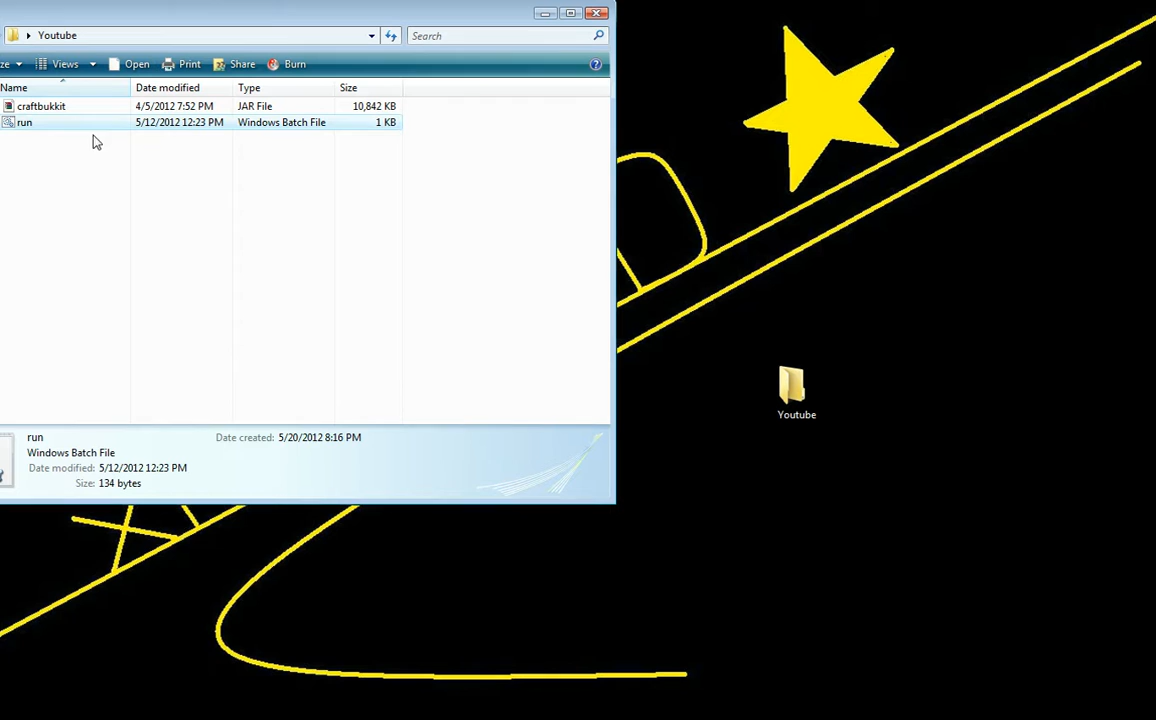 Youtube Search
ze Views Open Print Share Burn
Name Date modified Type Size
craftbukkit 4/5/2012 7:52 PM JAR File 10,842 KB
run 5/12/2012 12:23 PM Windows Batch File 1 KB
Youtube
run Date created: 5/20/2012 8:16 PM
Windows Batch File
Date modified: 5/12/2012 12:23 PM
Size: 134 bytes